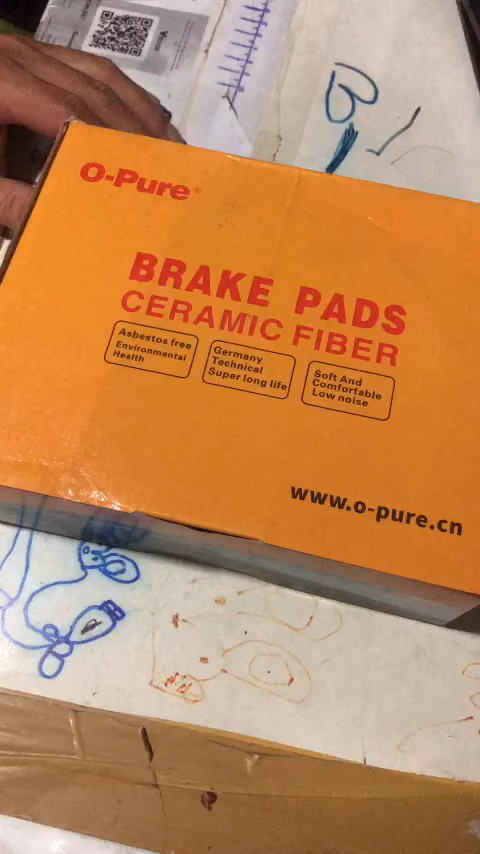 O-Pure®
BRAKE PADS
CERAMIC FIBER
Asbestos free
Environmental
Health
Germany
Technical
Super long life
Soft And
Comfortable
Low noise
www.o-pure.cn